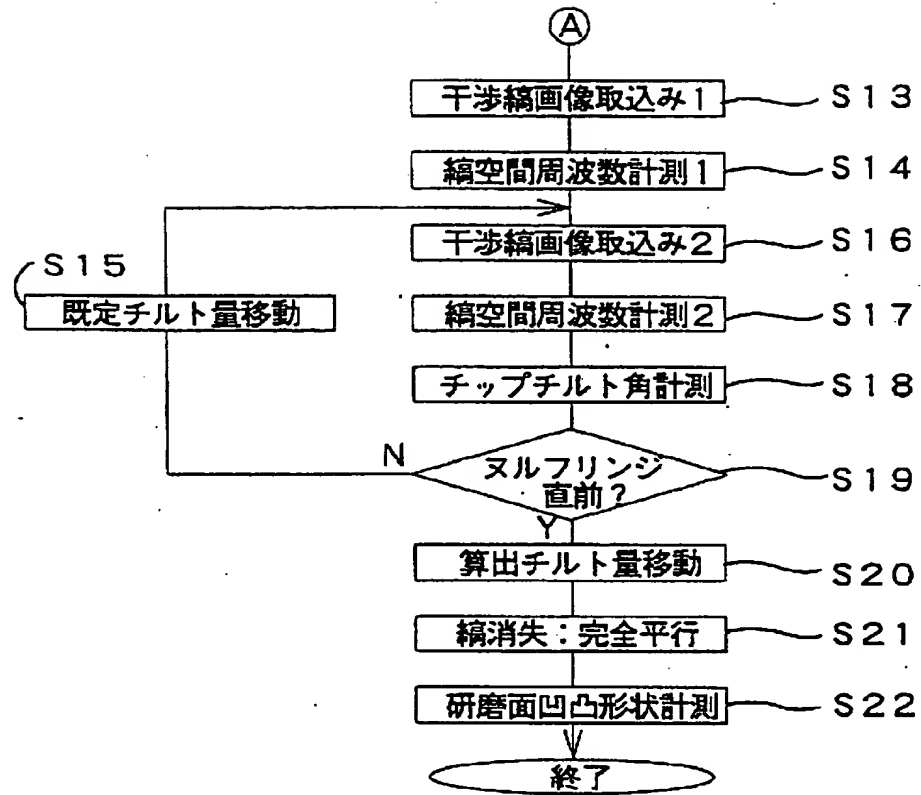 A
干渉縞画像取込み1
S13
縞空間周波数計測1
S14
干渉縞画像取込み2
S16
S15
既定チルト量移動
縞空間周波数計測2
S17
チップチルト角計測
S18
N
ヌルフリンジ
直前?
S19
Y
算出チルト量移動
S20
縞消失:完全平行
S21
研磨面凹凸形状計測
S22
終了